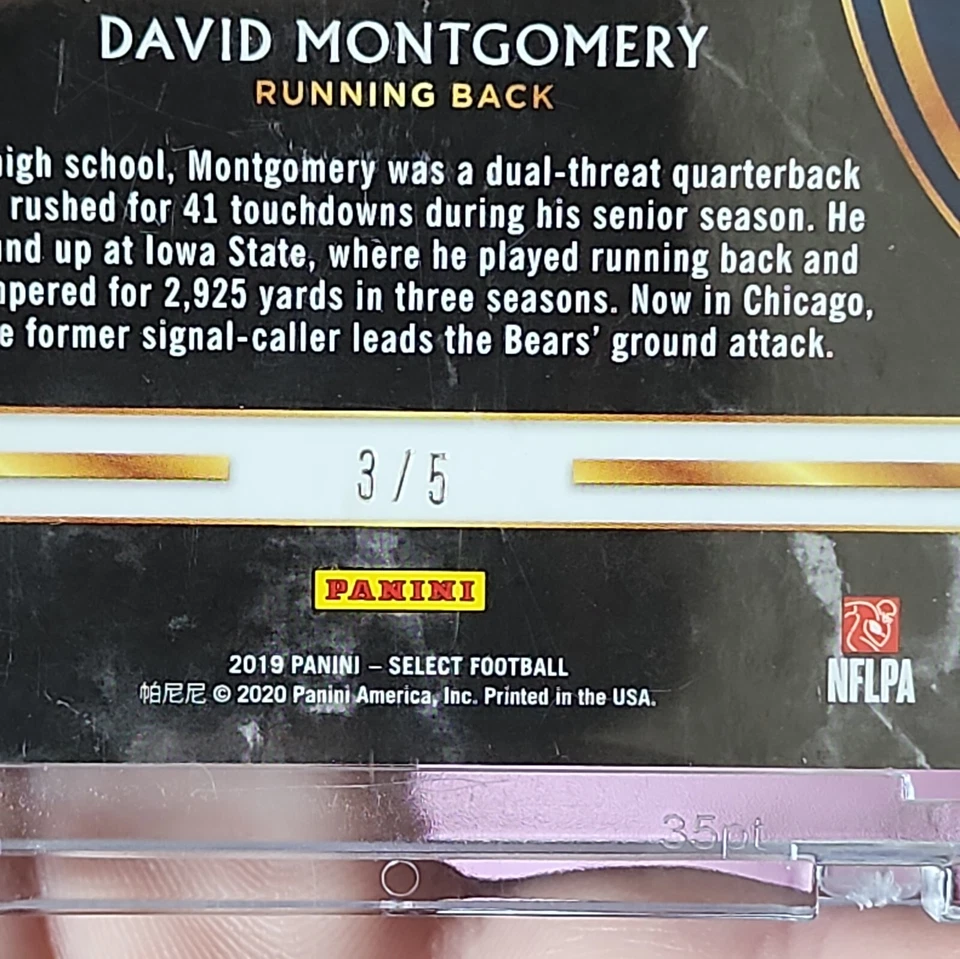 DAVID MONTGOMERY
RUNNING BACK
high school, Montgomery was a dual-threat quarterback
rushed for 41 touchdowns during his senior season. He
up at Iowa State, where he played running back and
for 2,925 yards in three seasons. Now in Chicago,
former signal-caller leads the Bears' ground attack.
3/5
PANINI
2019 PANINI – SELECT FOOTBALL
帕尼尼 © 2020 Panini America, Inc. Printed in the USA.
NFLPA
35pt